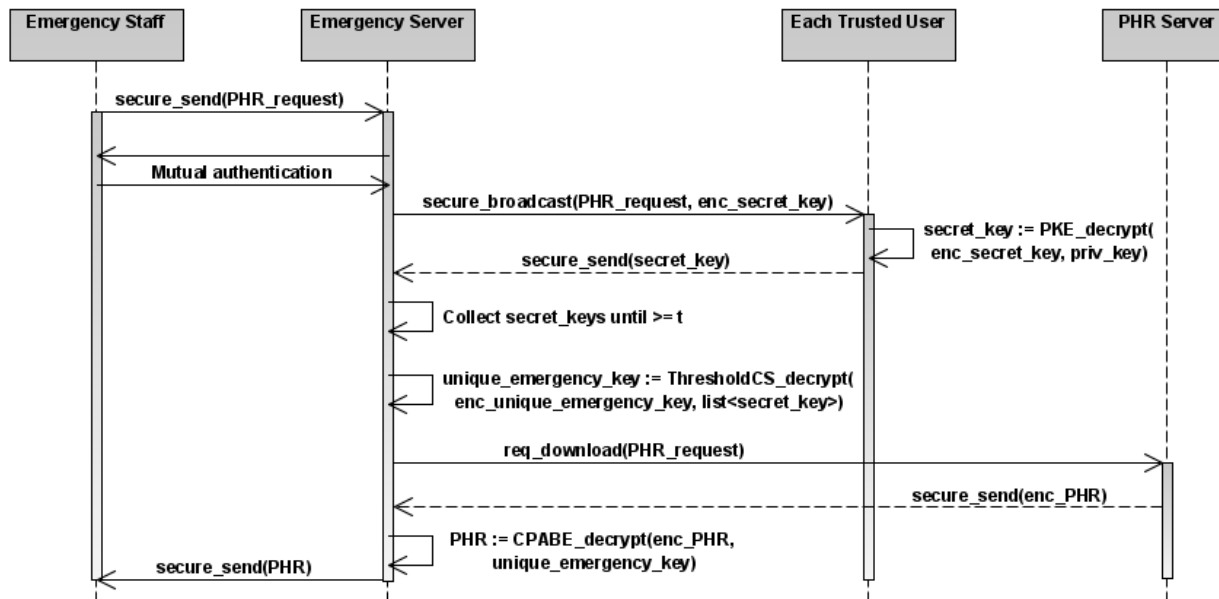 Emergency Staff
Emergency Server
Each Trusted User
PHR Server
secure_send(PHR_request)
Mutual authentication
secure_broadcast(PHR_request, enc_secret_key)
secret_key := PKE_decrypt(
enc_secret_key, priv_key)
secure_send(secret_key)
Collect secret_keys until >= t
unique_emergency_key := ThresholdCS_decrypt(
enc_unique_emergency_key, list<secret_key>)
req_download(PHR_request)
secure_send(enc_PHR)
PHR := CPABE_decrypt(enc_PHR,
unique_emergency_key)
secure_send(PHR)